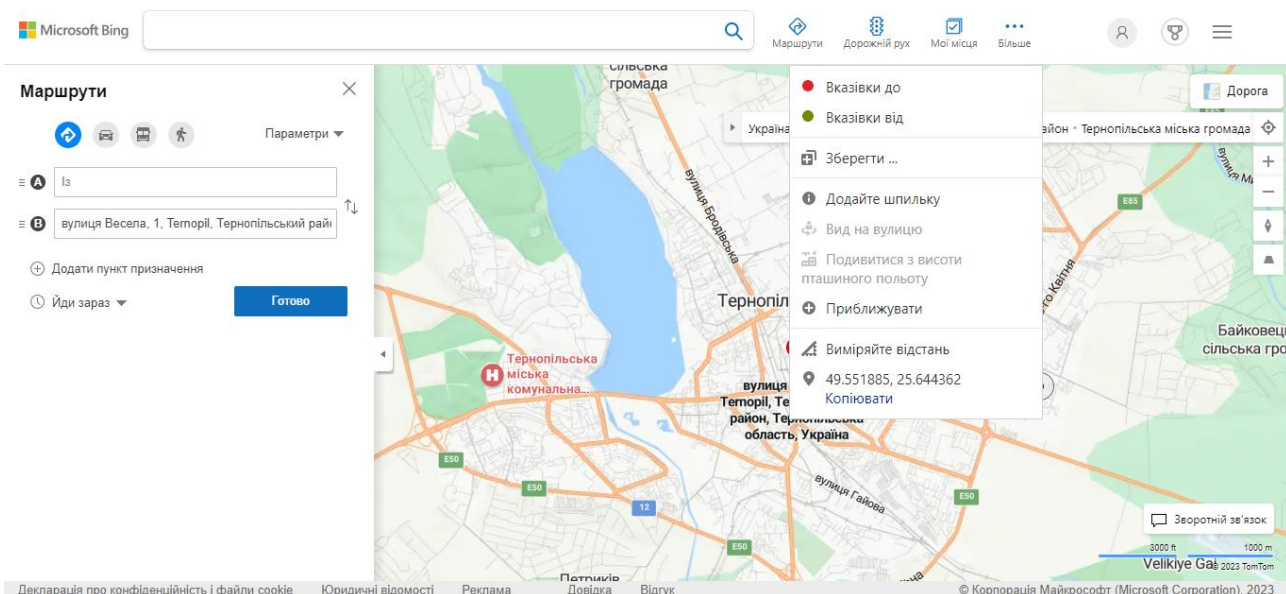 Microsoft Bing
Маршрути
Дорожній рух
Мої місця
Більше
Маршрути
Параметри
A
Із
B
вулиця Весела, 1, Ternopil, Тернопільський райо
Додати пункт призначення
Йди зараз
Готово
сільська
громада
Вказівки до
Вказівки від
Зберегти ...
Додайте шпильку
Вид на вулицю
Подивитися з висоти
пташиного польоту
Приближувати
Виміряйте відстань
49.551885, 25.644362
Копіювати
Дорога
Україна
айон • Тернопільська міська громада
вулиця Бродівська
E85
Тернопіл
Байковец
сільська гро
Тернопільська
міська
комунальна...
H
вулиця
Ternopil, Те
район, Тернопільська
область, Україна
E50
E50
12
E50
E50
вулиця Гайова
Зворотній зв'язок
3000 ft
1000 m
Velikiye Gai
© 2023 TomTom
Петриків
Декларація про конфіденційність і файли cookie
Юридичні відомості
Реклама
Довідка
Відгук
© Корпорація Майкрософт (Microsoft Corporation), 2023